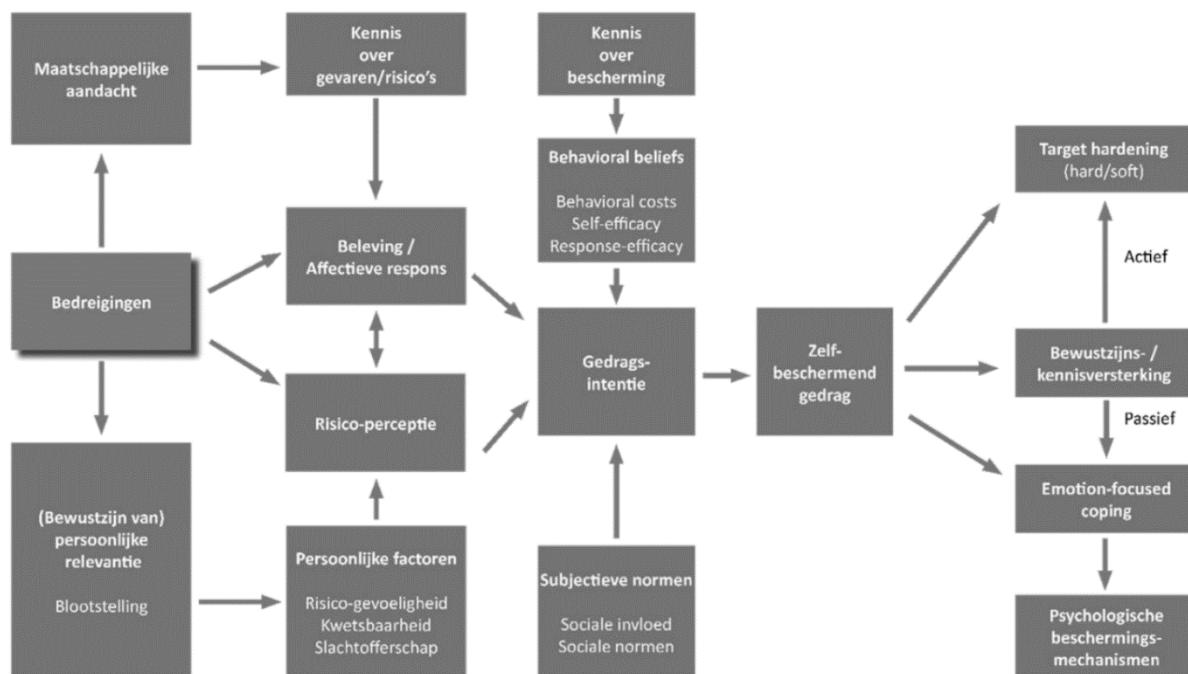 Maatschappelijke
aandacht
Kennis
over
gevaren/risico's
Kennis
over
bescherming
Behavioral beliefs
Behavioral costs
Self-efficacy
Response-efficacy
Target hardening
(hard/soft)
Actief
Beleving /
Affectieve respons
Bedreigingen
Gedrags-
intentie
Zelf-
beschermend
gedrag
Bewustzijns- /
kennisversterking
Passief
Risico-perceptie
Emotion-focused
coping
(Bewustzijn van)
persoonlijke
relevantie
Blootstelling
Persoonlijke factoren
Risico-gevoeligheid
Kwetsbaarheid
Slachtofferschap
Subjectieve normen
Sociale invloed
Sociale normen
Psychologische
beschermings-
mechanismen